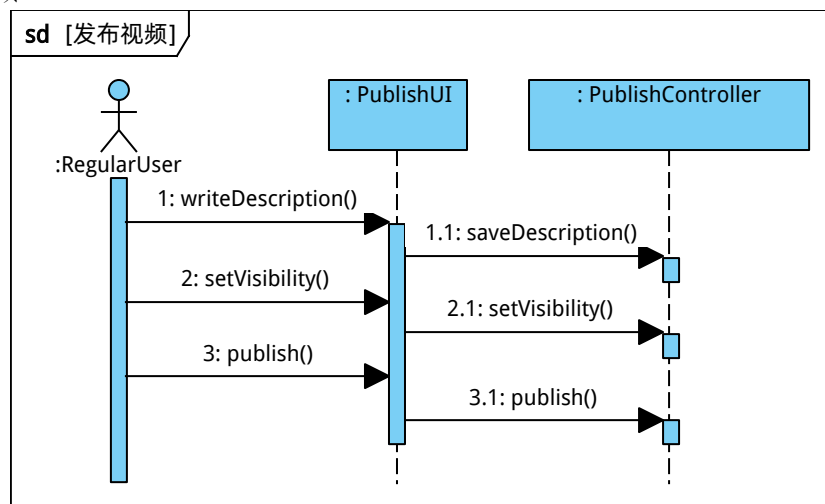 sd [发布视频]
: PublishUI
: PublishController
:RegularUser
1: writeDescription()
1.1: saveDescription()
2: setVisibility()
2.1: setVisibility()
3: publish()
3.1: publish()